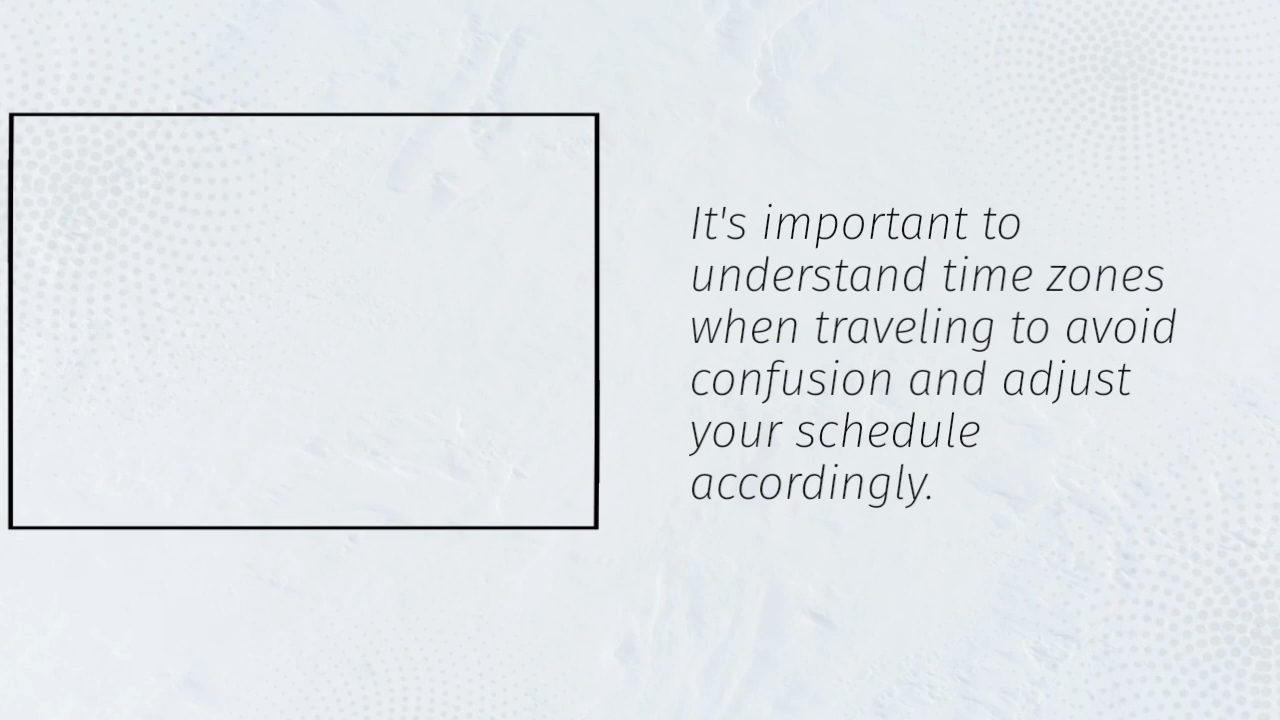 It's important to
understand time zones
when traveling to avoid
confusion and adjust
your schedule
accordingly.